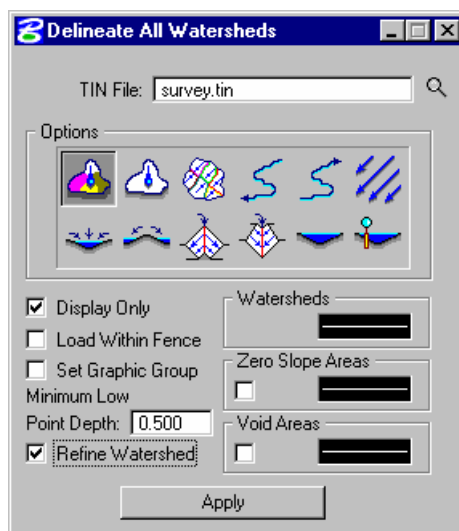 Delineate All Watersheds
TIN File: survey.tin
Options
Display Only
Load Within Fence
Set Graphic Group
Minimum Low
Point Depth: 0.500
Refine Watershed
Watersheds
Zero Slope Areas
Void Areas
Apply